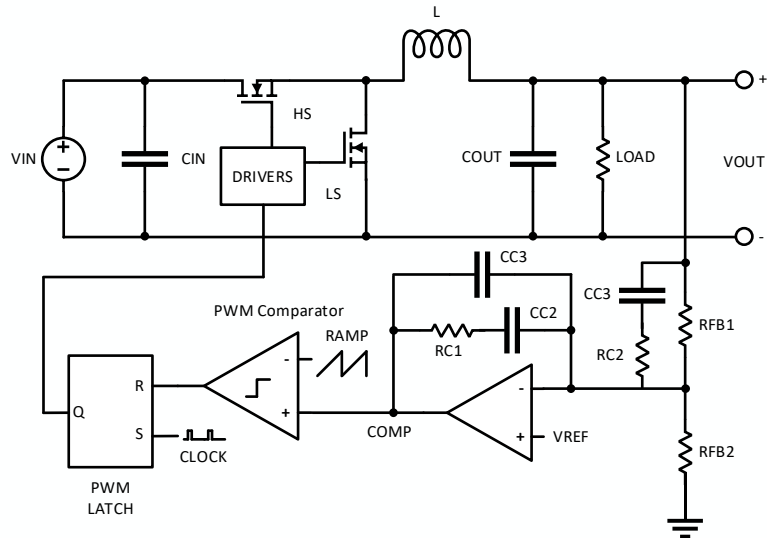 L
+
HS
VIN
CIN
DRIVERS
LS
COUT
LOAD
VOUT
-
CC3
PWM Comparator
RAMP
RC1
CC2
CC3
RFB1
RC2
R
-
Q
S
+
COMP
-
+
VREF
CLOCK
RFB2
PWM
LATCH